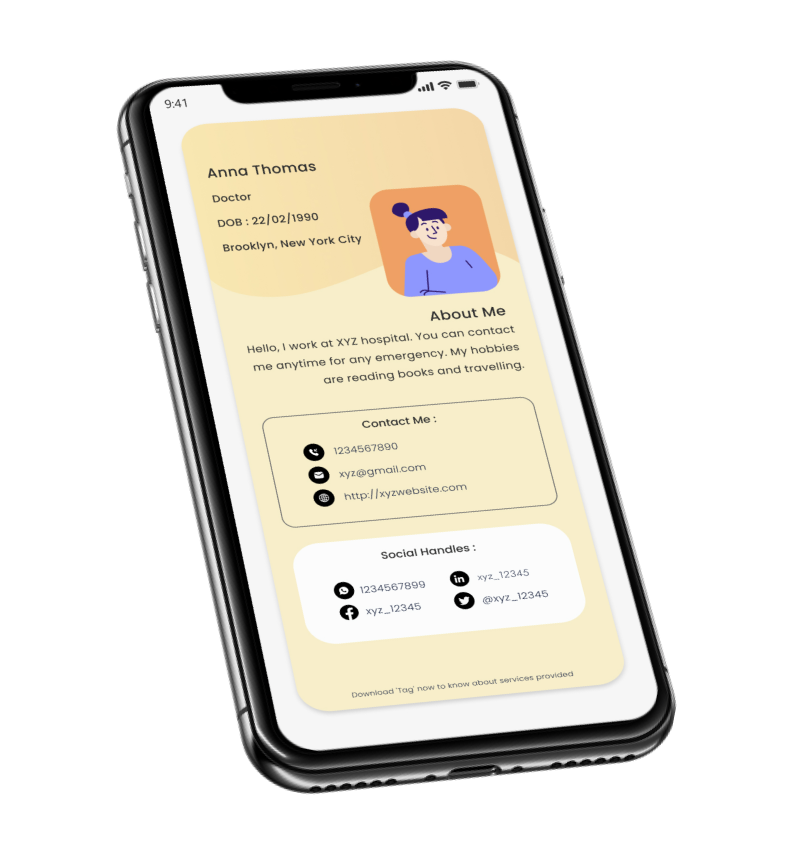 9:41
Anna Thomas
Doctor
DOB : 22/02/1990
Brooklyn, New York City
About Me
Hello, I work at XYZ hospital. You can contact
me anytime for any emergency. My hobbies
are reading books and travelling.
Contact Me :
1234567890
xyz@gmail.com
http://xyzwebsite.com
Social Handles :
1234567899
in xyz_12345
f xyz_12345
@xyz_12345
Download 'Tag' now to know about services provided